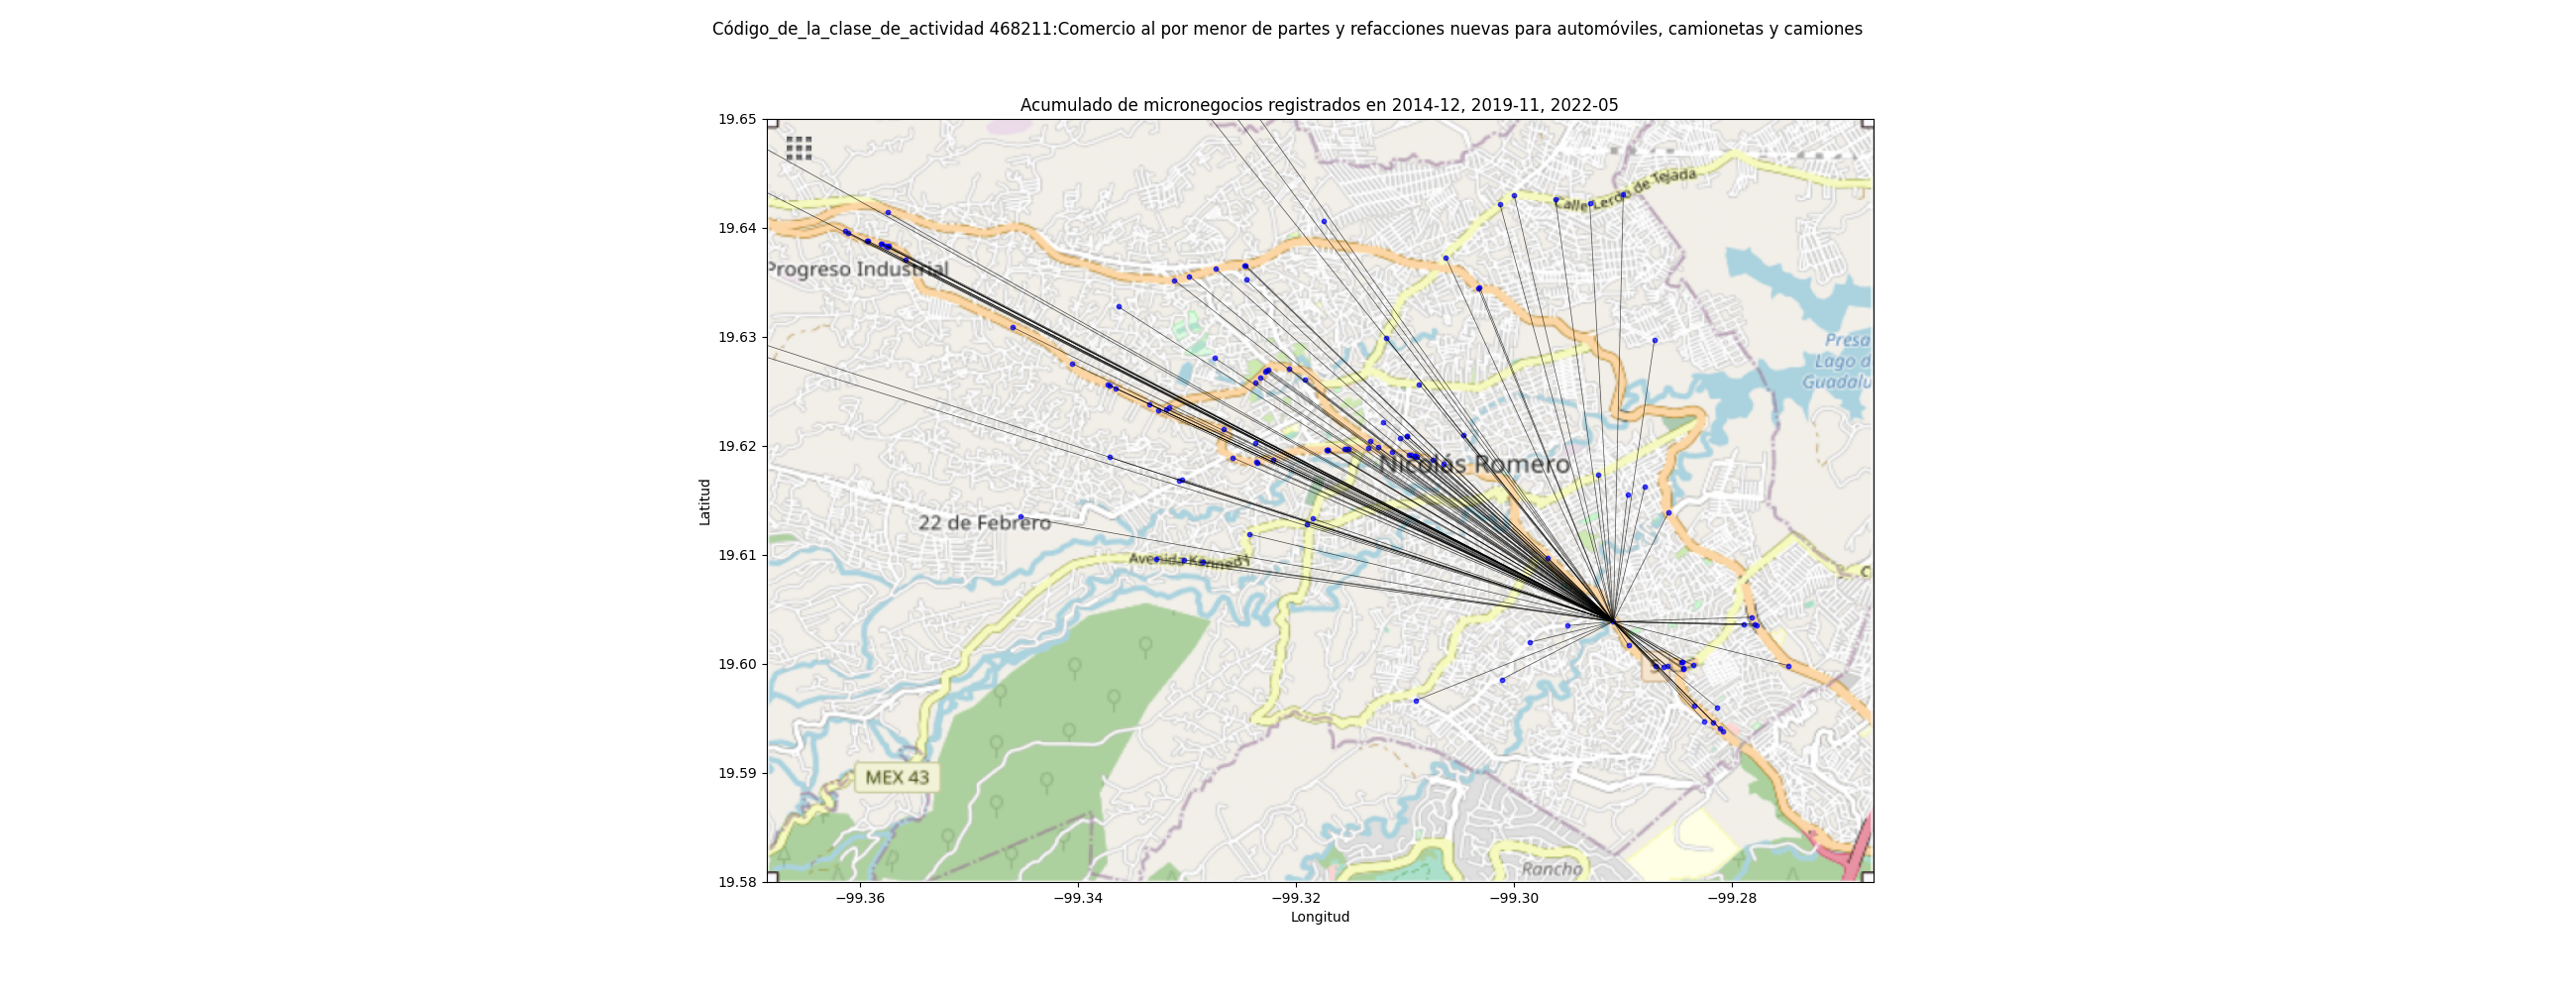 Código_de_la_clase_de_actividad 468211:Comercio al por menor de partes y refacciones nuevas para automóviles, camionetas y camiones
Acumulado de micronegocios registrados en 2014-12, 2019-11, 2022-05
19.65
19.64
19.63
19.62
19.61
19.60
19.59
19.58
Latitud
Calle Lerdo de Tejada
Progreso Industrial
Presa
Lago d
Guadalu
Nicolás Romero
22 de Febrero
Avenida Kennedy
MEX 43
Rancho
−99.36
−99.34
−99.32
−99.30
−99.28
Longitud